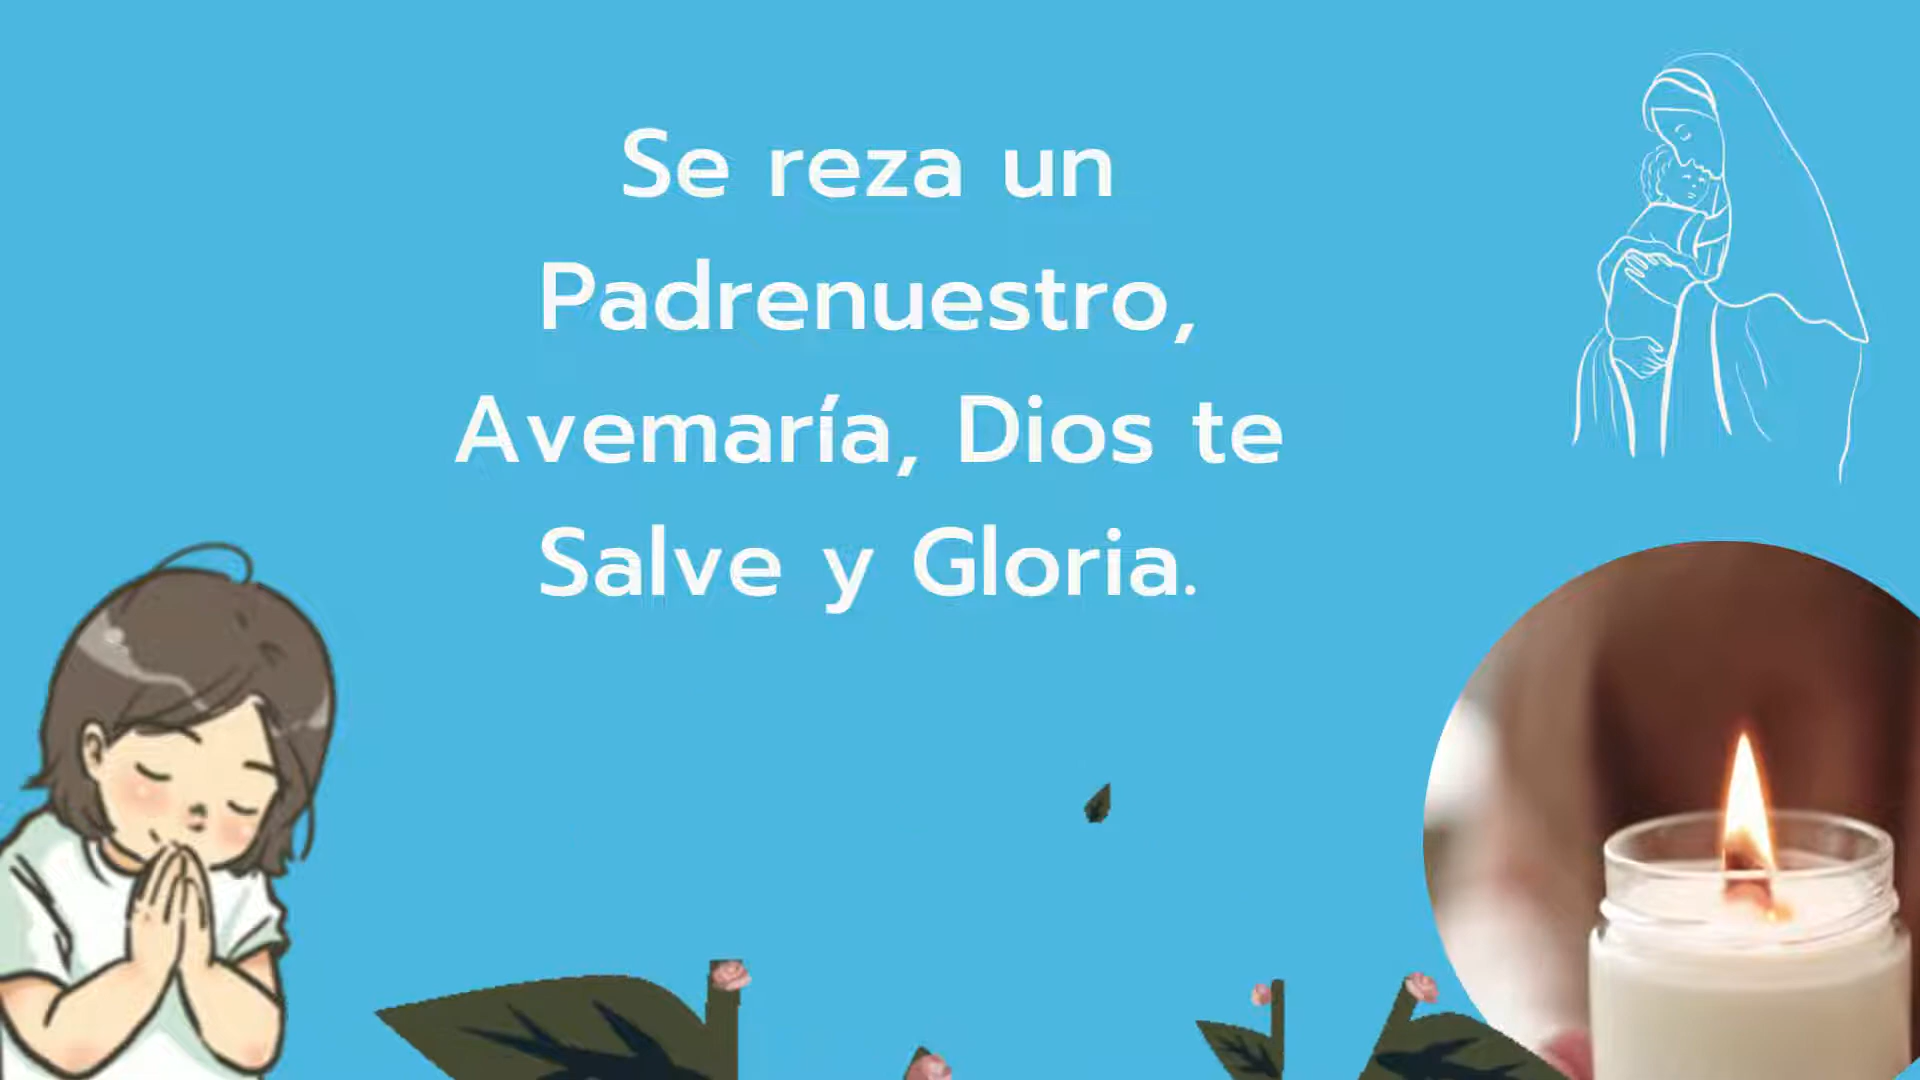 Se reza un
Padrenuestro,
Avemaría, Dios te
Salve y Gloria.